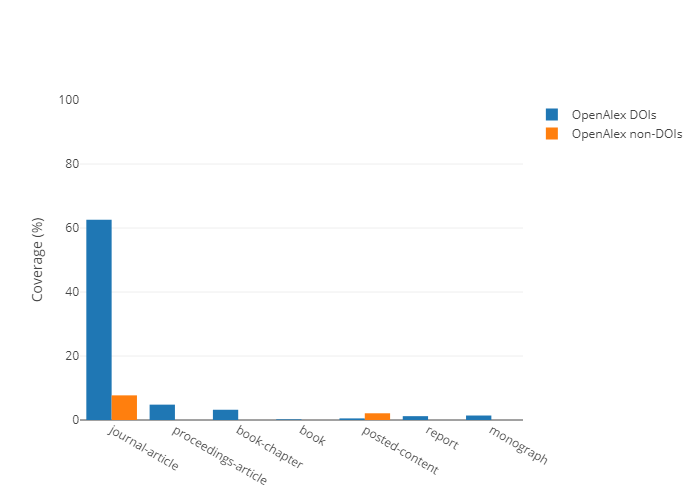 100
80
60
40
20
0
Coverage (%)
journal-article
proceedings-article
book-chapter
book
posted-content
report
monograph
OpenAlex DOIs
OpenAlex non-DOIs